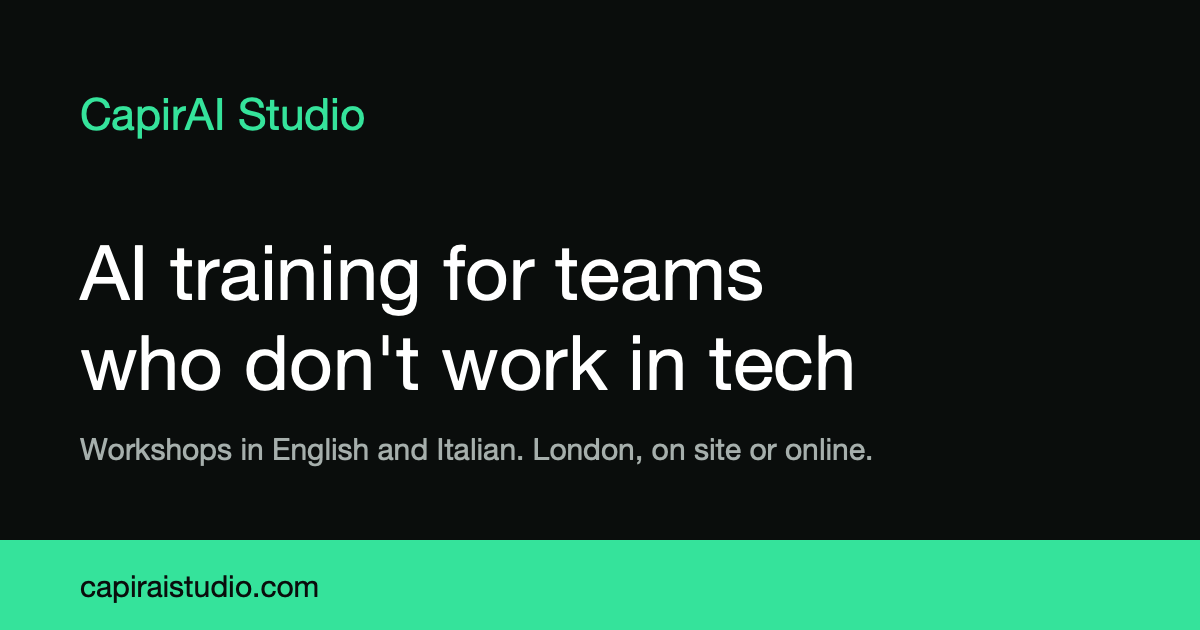 CapirAI Studio
AI training for teams
who don't work in tech
Workshops in English and Italian. London, on site or online.
capiraistudio.com